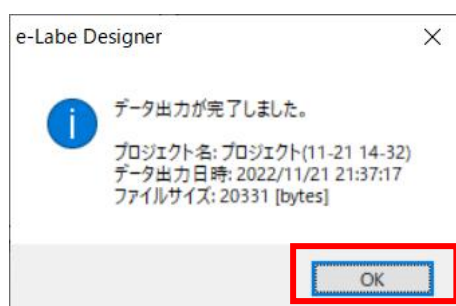 e-Labe Designer
データ出力が完了しました。
プロジェクト名: プロジェクト(11-21 14-32)
データ出力日時: 2022/11/21 21:37:17
ファイルサイズ: 20331 [bytes]
OK